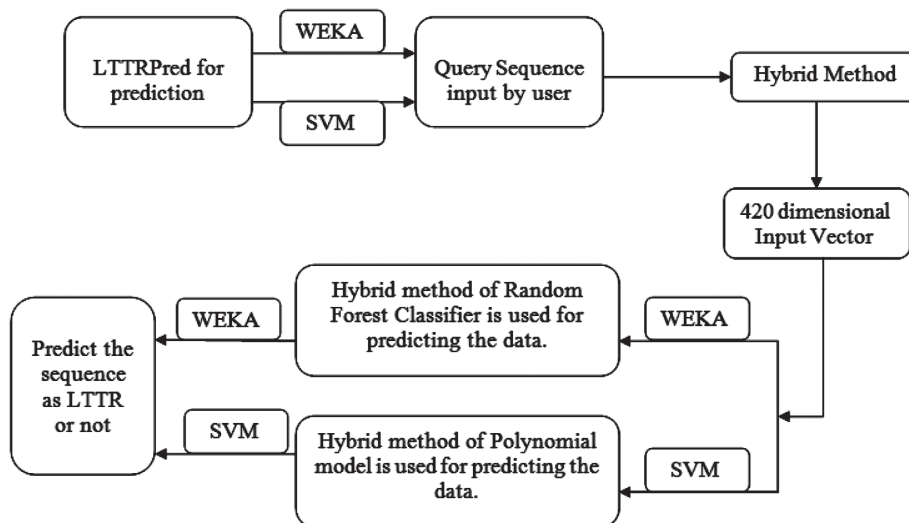 WEKA
LTTRPred for
prediction
SVM
Query Sequence
input by user
Hybrid Method
420 dimensional
Input Vector
WEKA
Hybrid method of Random
Forest Classifier is used for
predicting the data.
WEKA
Predict the
sequence
as LTTR
or not
SVM
Hybrid method of Polynomial
model is used for predicting the
data.
SVM